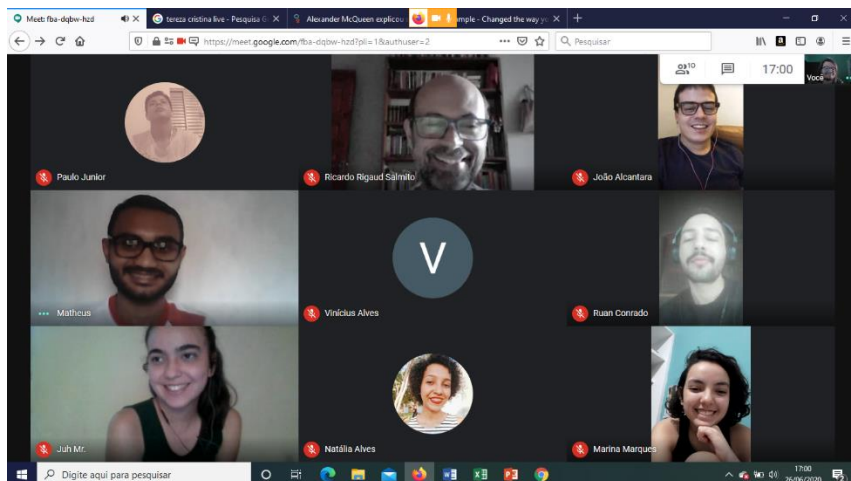 Meet: fba-dqbw-hzd
tereza cristina live - Pesquisa G
Alexander McQueen explicou
mple - Changed the way yo
https://meet.google.com/fba-dqbw-hzd?pli=1&authuser=2
Pesquisar
10
17:00
Você
Paulo Junior
Ricardo Rigaud Salmito
João Alcantara
Matheus
V
Vinícius Alves
Ruan Conrado
Juh Mr.
Natália Alves
Marina Marques
Digite aqui para pesquisar
17:00
26/06/2020